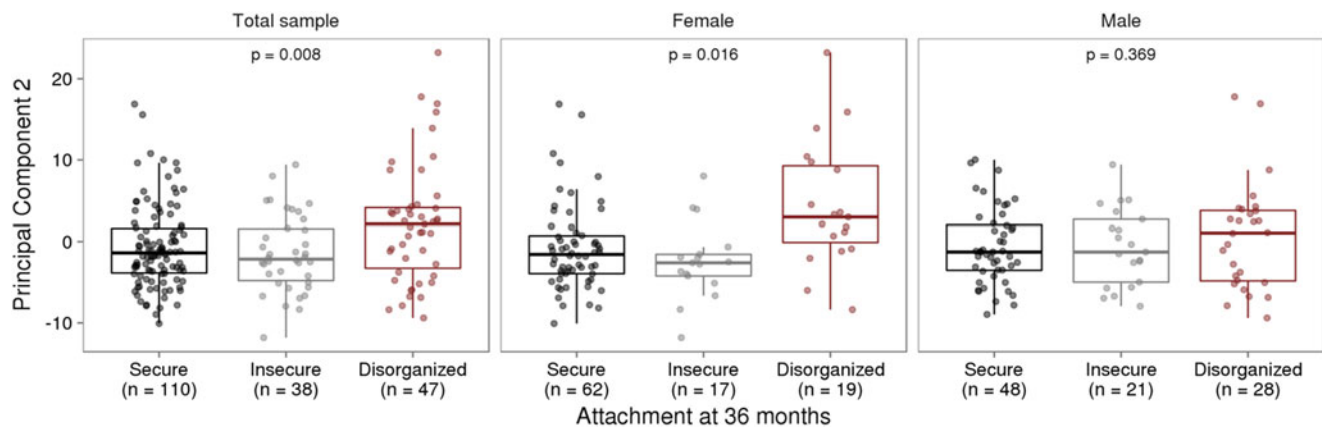 Total sample Female Male
p = 0.008 p = 0.016 p = 0.369
Principal Component 2
20
10
0
-10
Secure Insecure Disorganized Secure Insecure Disorganized Secure Insecure Disorganized
(n = 110) (n = 38) (n = 47) (n = 62) (n = 17) (n = 19) (n = 48) (n = 21) (n = 28)
Attachment at 36 months